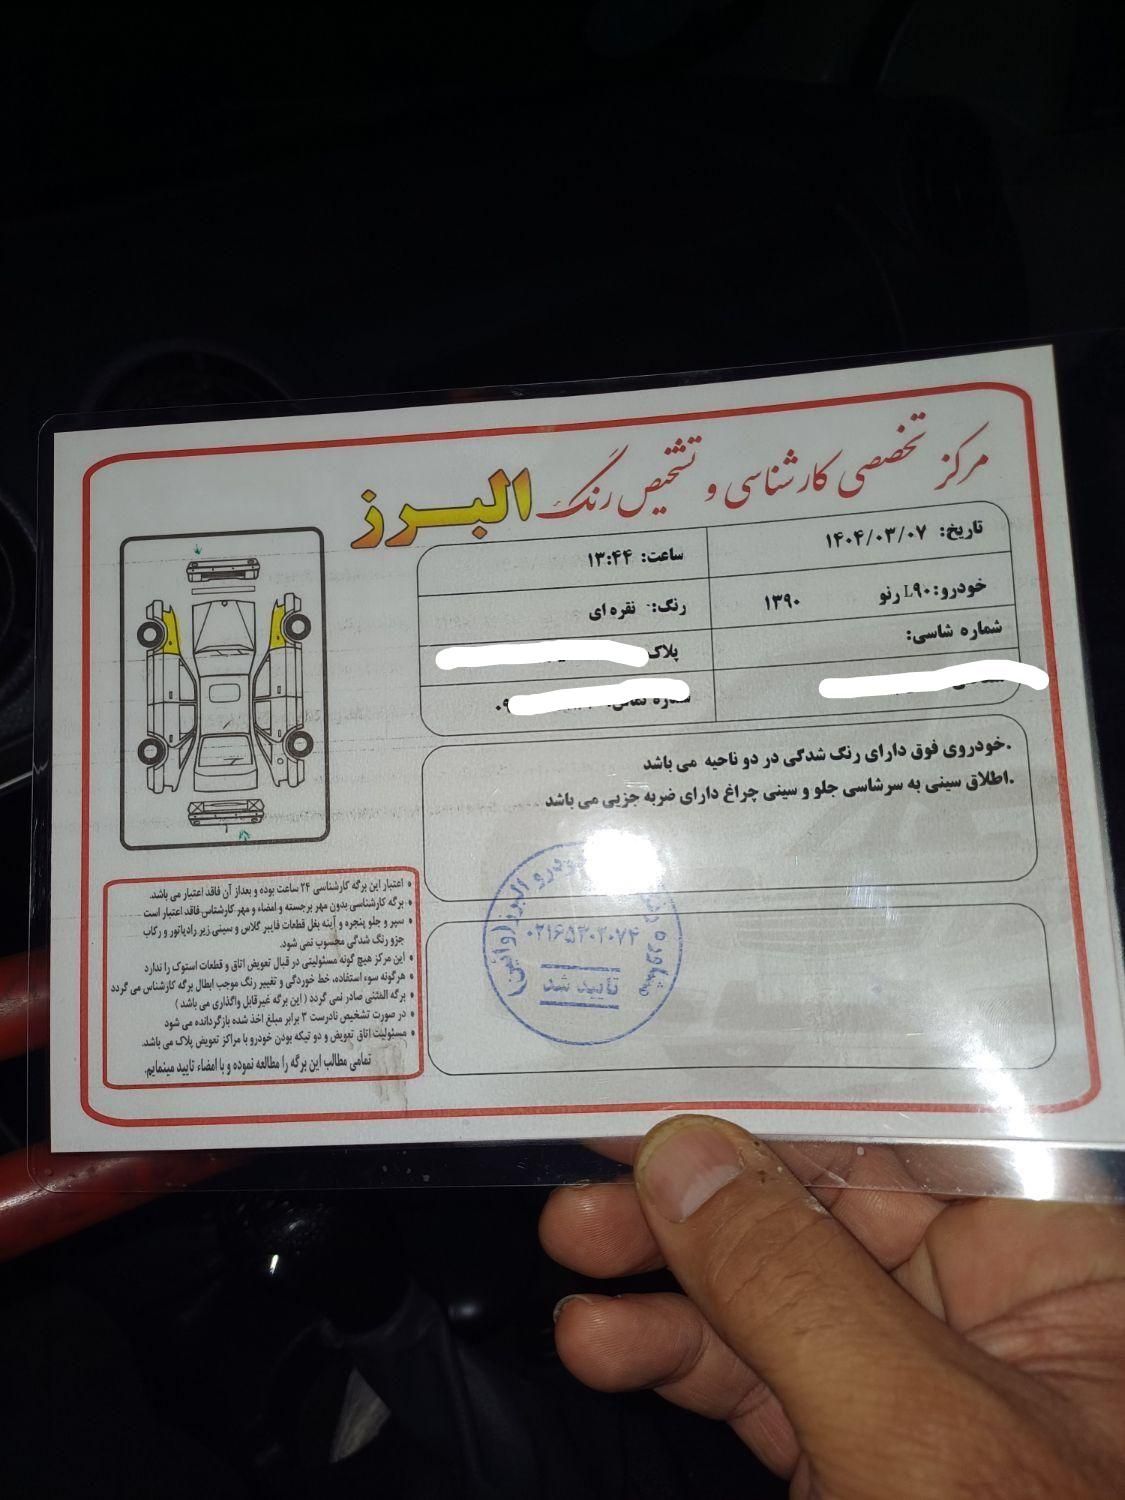 مرکز تخصصی کارشناسی و تشخیص رنگ البرز
تاریخ: ۱۴۰۴/۰۳/۰۷
ساعت: ۱۳:۴۴
خودرو: L۹۰ رنو ۱۳۹۰
رنگ: نقره ای
شماره شاسی:
پلاک
.خودروی فوق دارای رنگ شدگی در دو ناحیه می باشد
.اطلاق سینی به سرشاسی جلو و سینی چراغ دارای ضربه جزیی می باشد
خودرو البرز (وائین)
۰۲۱۶۵۳۰۲۰۷۴
تایید شد
• اعتبار این برگه کارشناسی ۲۴ ساعت بوده و بعداز آن فاقد اعتبار می باشد.
• برگه کارشناسی بدون مهر برجسته و امضاء و مهر کارشناس فاقد اعتبار است
• سپر و جلو پنجره و آینه بغل قطعات فایبر گلاس و سینی زیر رادیاتور و رکاب
جزو رنگ شدگی محسوب نمی شود.
• این مرکز هیچ گونه مسئولیتی در قبال تعویض اتاق و قطعات استوک را ندارد
• هرگونه سوء استفاده، خط خوردگی و تغییر رنگ موجب ابطال برگه کارشناس می گردد
• برگه المثنی صادر نمی گردد ( این برگه غیرقابل واگذاری می باشد )
• در صورت تشخیص نادرست ۳ برابر مبلغ اخذ شده بازگردانده می شود
• مسئولیت اتاق تعویض و دو تیکه بودن خودرو با مراکز تعویض پلاک می باشد.
تمامی مطالب این برگه را مطالعه نموده و با امضاء تایید مینمایم.